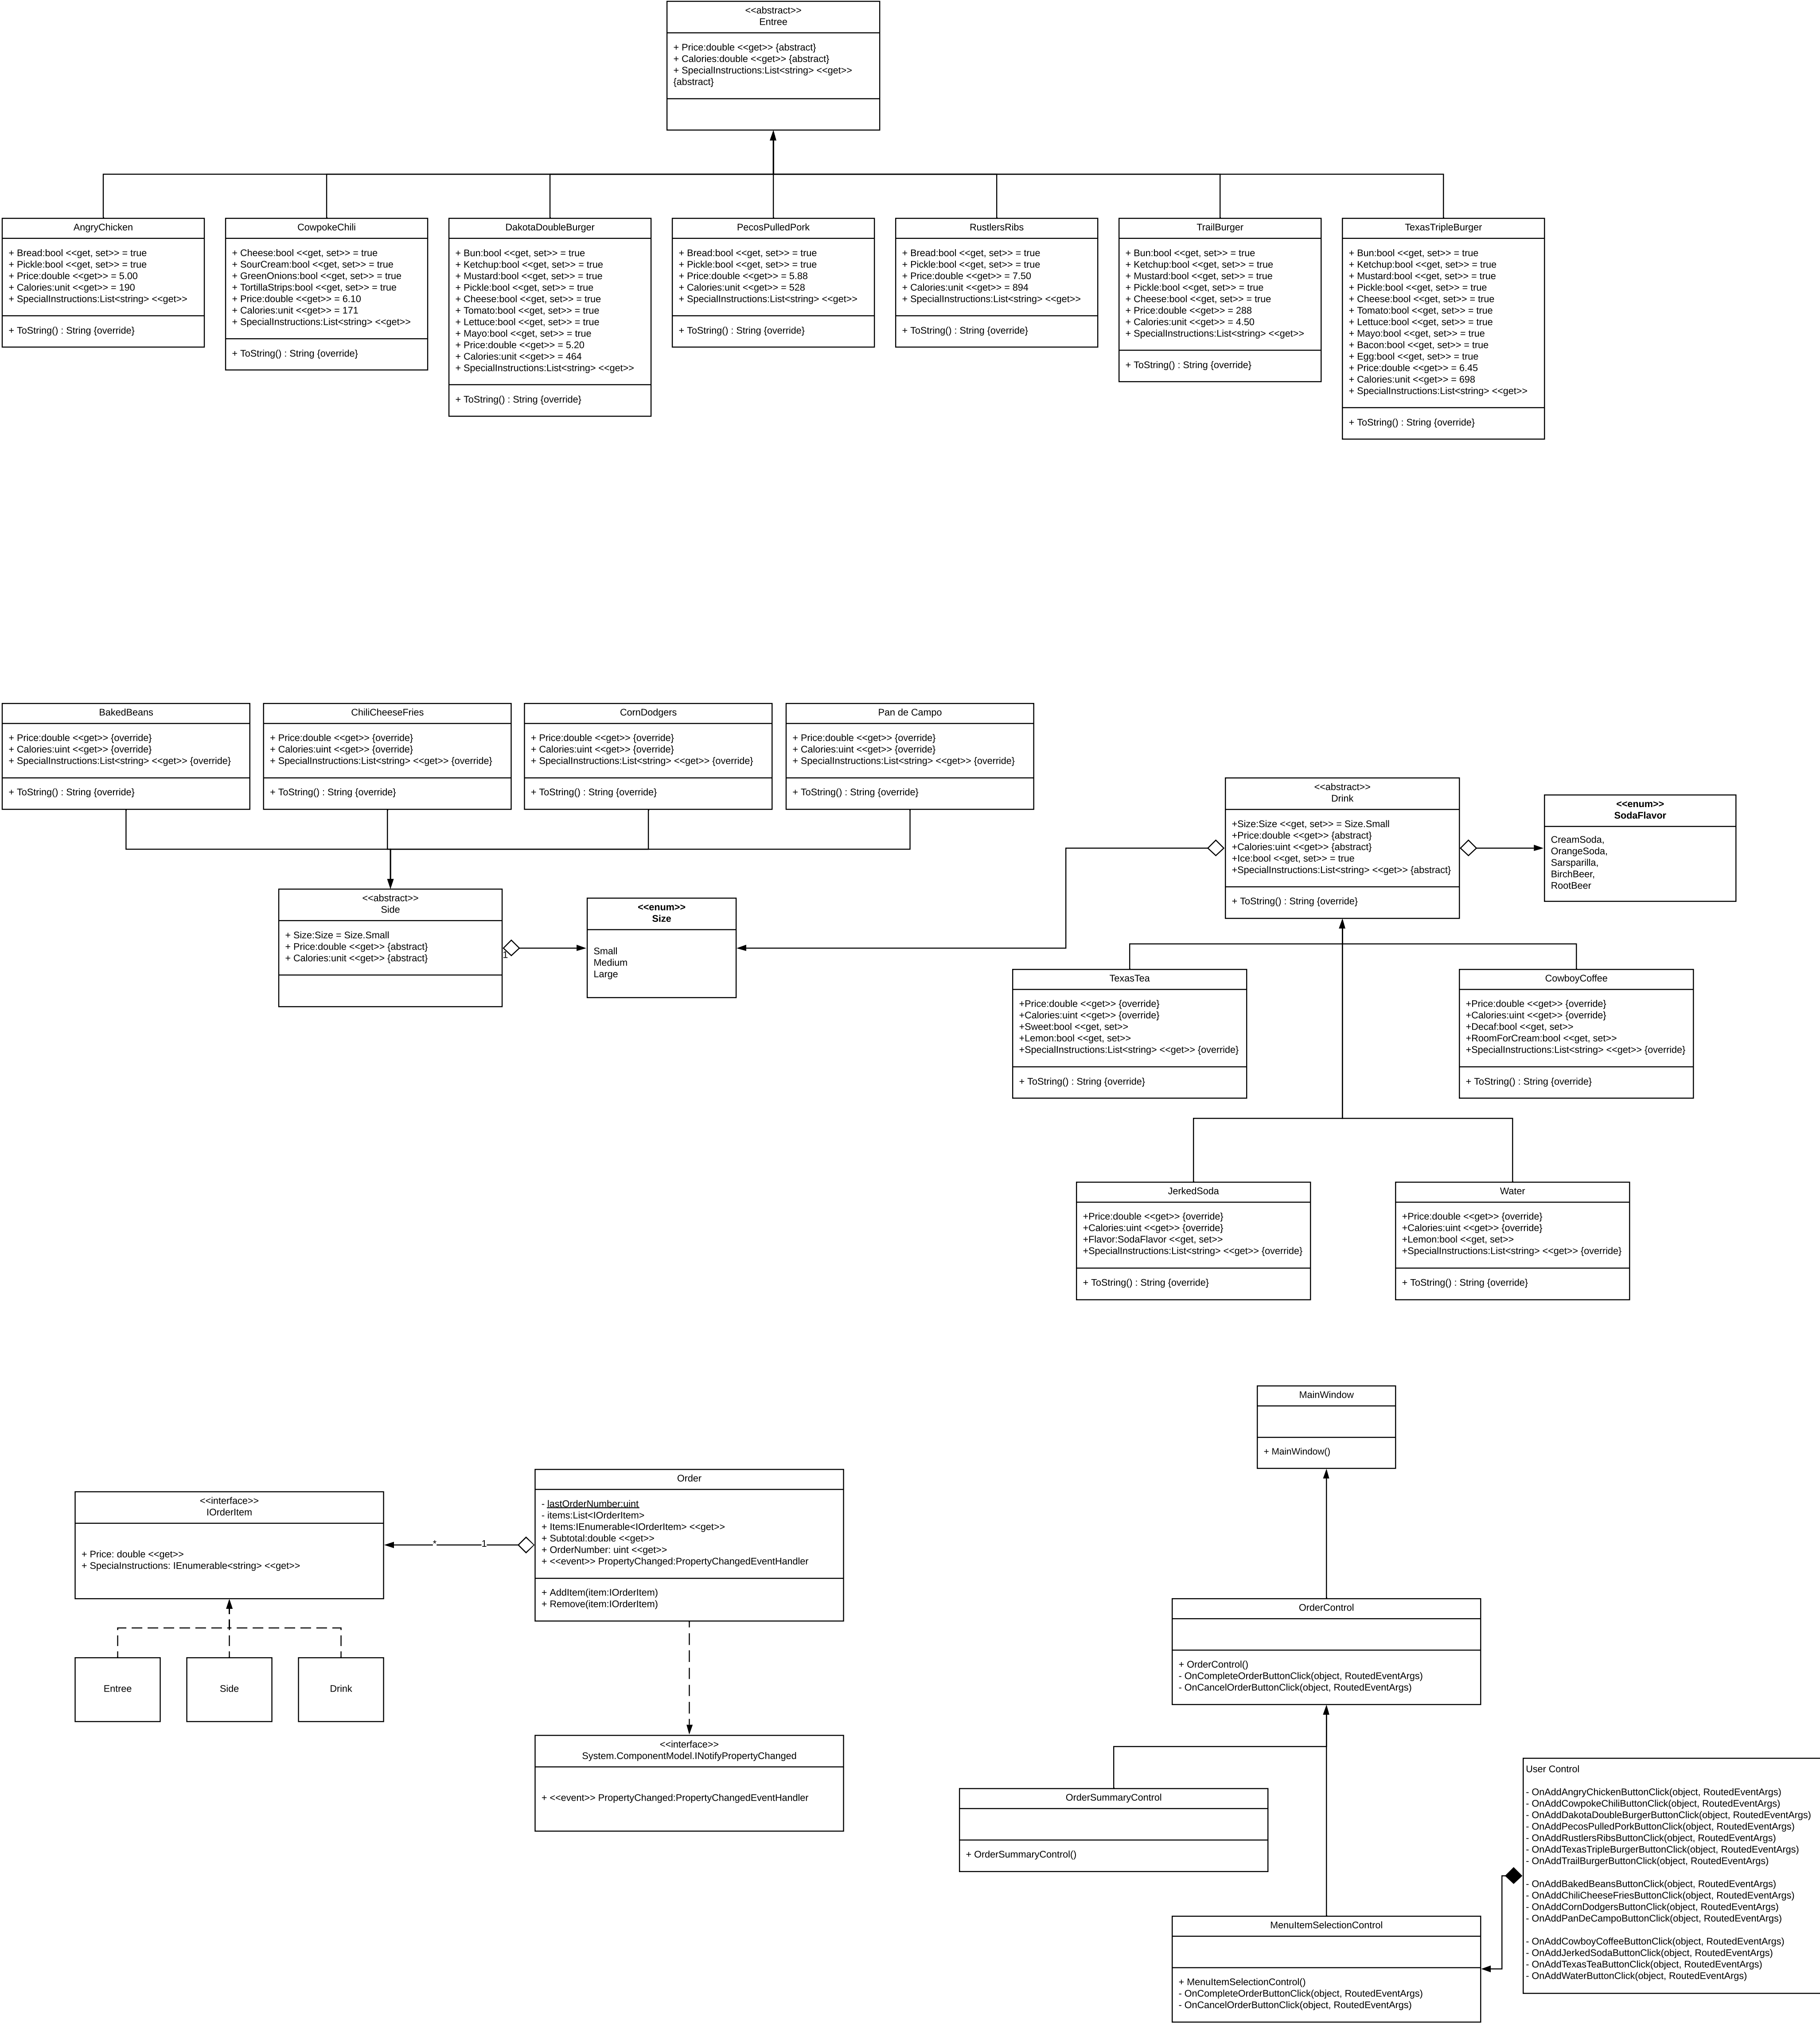 <<abstract>>
Entree
+ Price:double <<get>> {abstract}
+ Calories:double <<get>> {abstract}
+ SpecialInstructions:List<string> <<get>>
{abstract}
AngryChicken
+ Bread:bool <<get, set>> = true
+ Pickle:bool <<get, set>> = true
+ Price:double <<get>> = 5.00
+ Calories:unit <<get>> = 190
+ SpecialInstructions:List<string> <<get>>
+ ToString() : String {override}
CowpokeChili
+ Cheese:bool <<get, set>> = true
+ SourCream:bool <<get, set>> = true
+ GreenOnions:bool <<get, set>> = true
+ TortillaStrips:bool <<get, set>> = true
+ Price:double <<get>> = 6.10
+ Calories:unit <<get>> = 171
+ SpecialInstructions:List<string> <<get>>
+ ToString() : String {override}
DakotaDoubleBurger
+ Bun:bool <<get, set>> = true
+ Ketchup:bool <<get, set>> = true
+ Mustard:bool <<get, set>> = true
+ Pickle:bool <<get, set>> = true
+ Cheese:bool <<get, set>> = true
+ Tomato:bool <<get, set>> = true
+ Lettuce:bool <<get, set>> = true
+ Mayo:bool <<get, set>> = true
+ Price:double <<get>> = 5.20
+ Calories:unit <<get>> = 464
+ SpecialInstructions:List<string> <<get>>
+ ToString() : String {override}
PecosPulledPork
+ Bread:bool <<get, set>> = true
+ Pickle:bool <<get, set>> = true
+ Price:double <<get>> = 5.88
+ Calories:unit <<get>> = 528
+ SpecialInstructions:List<string> <<get>>
+ ToString() : String {override}
RustlersRibs
+ Bread:bool <<get, set>> = true
+ Pickle:bool <<get, set>> = true
+ Price:double <<get>> = 7.50
+ Calories:unit <<get>> = 894
+ SpecialInstructions:List<string> <<get>>
+ ToString() : String {override}
TrailBurger
+ Bun:bool <<get, set>> = true
+ Ketchup:bool <<get, set>> = true
+ Mustard:bool <<get, set>> = true
+ Pickle:bool <<get, set>> = true
+ Cheese:bool <<get, set>> = true
+ Price:double <<get>> = 288
+ Calories:unit <<get>> = 4.50
+ SpecialInstructions:List<string> <<get>>
+ ToString() : String {override}
TexasTripleBurger
+ Bun:bool <<get, set>> = true
+ Ketchup:bool <<get, set>> = true
+ Mustard:bool <<get, set>> = true
+ Pickle:bool <<get, set>> = true
+ Cheese:bool <<get, set>> = true
+ Tomato:bool <<get, set>> = true
+ Lettuce:bool <<get, set>> = true
+ Mayo:bool <<get, set>> = true
+ Bacon:bool <<get, set>> = true
+ Egg:bool <<get, set>> = true
+ Price:double <<get>> = 6.45
+ Calories:unit <<get>> = 698
+ SpecialInstructions:List<string> <<get>>
+ ToString() : String {override}
BakedBeans
+ Price:double <<get>> {override}
+ Calories:uint <<get>> {override}
+ SpecialInstructions:List<string> <<get>> {override}
+ ToString() : String {override}
ChiliCheeseFries
+ Price:double <<get>> {override}
+ Calories:uint <<get>> {override}
+ SpecialInstructions:List<string> <<get>> {override}
+ ToString() : String {override}
CornDodgers
+ Price:double <<get>> {override}
+ Calories:uint <<get>> {override}
+ SpecialInstructions:List<string> <<get>> {override}
+ ToString() : String {override}
Pan de Campo
+ Price:double <<get>> {override}
+ Calories:uint <<get>> {override}
+ SpecialInstructions:List<string> <<get>> {override}
+ ToString() : String {override}
<<abstract>>
Side
+ Size:Size = Size.Small
+ Price:double <<get>> {abstract}
+ Calories:unit <<get>> {abstract}
1
<<enum>>
Size
Small
Medium
Large
<<abstract>>
Drink
+Size:Size <<get, set>> = Size.Small
+Price:double <<get>> {abstract}
+Calories:uint <<get>> {abstract}
+Ice:bool <<get, set>> = true
+SpecialInstructions:List<string> <<get>> {abstract}
+ ToString() : String {override}
<<enum>>
SodaFlavor
CreamSoda,
OrangeSoda,
Sarsparilla,
BirchBeer,
RootBeer
TexasTea
+Price:double <<get>> {override}
+Calories:uint <<get>> {override}
+Sweet:bool <<get, set>>
+Lemon:bool <<get, set>>
+SpecialInstructions:List<string> <<get>> {override}
+ ToString() : String {override}
CowboyCoffee
+Price:double <<get>> {override}
+Calories:uint <<get>> {override}
+Decaf:bool <<get, set>>
+RoomForCream:bool <<get, set>>
+SpecialInstructions:List<string> <<get>> {override}
+ ToString() : String {override}
JerkedSoda
+Price:double <<get>> {override}
+Calories:uint <<get>> {override}
+Flavor:SodaFlavor <<get, set>>
+SpecialInstructions:List<string> <<get>> {override}
+ ToString() : String {override}
Water
+Price:double <<get>> {override}
+Calories:uint <<get>> {override}
+Lemon:bool <<get, set>>
+SpecialInstructions:List<string> <<get>> {override}
+ ToString() : String {override}
<<interface>>
IOrderItem
+ Price: double <<get>>
+ SpeciaInstructions: IEnumerable<string> <<get>>
* 1
Order
- lastOrderNumber:uint
- items:List<IOrderItem>
+ Items:IEnumerable<IOrderItem> <<get>>
+ Subtotal:double <<get>>
+ OrderNumber: uint <<get>>
+ <<event>> PropertyChanged:PropertyChangedEventHandler
+ AddItem(item:IOrderItem)
+ Remove(item:IOrderItem)
Entree
Side
Drink
<<interface>>
System.ComponentModel.INotifyPropertyChanged
+ <<event>> PropertyChanged:PropertyChangedEventHandler
MainWindow
+ MainWindow()
OrderControl
+ OrderControl()
- OnCompleteOrderButtonClick(object, RoutedEventArgs)
- OnCancelOrderButtonClick(object, RoutedEventArgs)
OrderSummaryControl
+ OrderSummaryControl()
MenuItemSelectionControl
+ MenuItemSelectionControl()
- OnCompleteOrderButtonClick(object, RoutedEventArgs)
- OnCancelOrderButtonClick(object, RoutedEventArgs)
User Control
- OnAddAngryChickenButtonClick(object, RoutedEventArgs)
- OnAddCowpokeChiliButtonClick(object, RoutedEventArgs)
- OnAddDakotaDoubleBurgerButtonClick(object, RoutedEventArgs)
- OnAddPecosPulledPorkButtonClick(object, RoutedEventArgs)
- OnAddRustlersRibsButtonClick(object, RoutedEventArgs)
- OnAddTexasTripleBurgerButtonClick(object, RoutedEventArgs)
- OnAddTrailBurgerButtonClick(object, RoutedEventArgs)
- OnAddBakedBeansButtonClick(object, RoutedEventArgs)
- OnAddChiliCheeseFriesButtonClick(object, RoutedEventArgs)
- OnAddCornDodgersButtonClick(object, RoutedEventArgs)
- OnAddPanDeCampoButtonClick(object, RoutedEventArgs)
- OnAddCowboyCoffeeButtonClick(object, RoutedEventArgs)
- OnAddJerkedSodaButtonClick(object, RoutedEventArgs)
- OnAddTexasTeaButtonClick(object, RoutedEventArgs)
- OnAddWaterButtonClick(object, RoutedEventArgs)